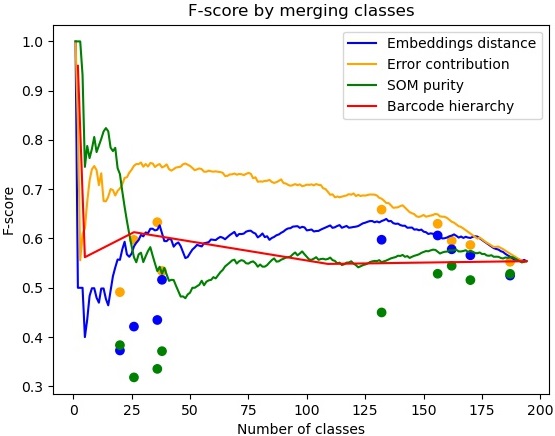 F-score by merging classes
Embeddings distance
Error contribution
SOM purity
Barcode hierarchy
F-score
1.0
0.9
0.8
0.7
0.6
0.5
0.4
0.3
0 25 50 75 100 125 150 175 200
Number of classes